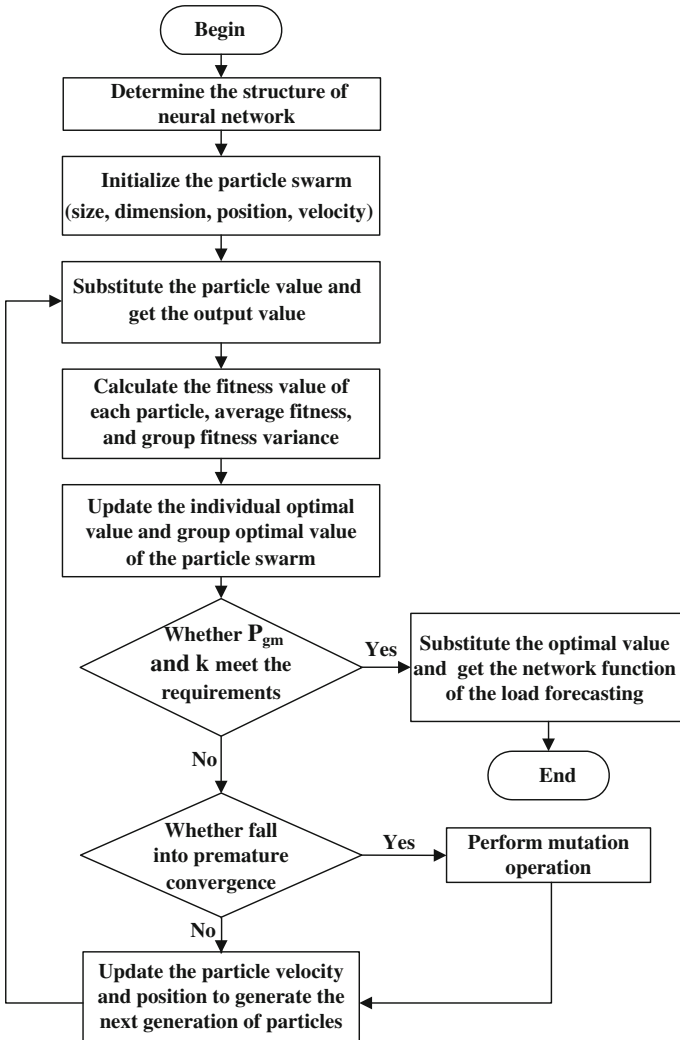 Begin
Determine the structure of
neural network
Initialize the particle swarm
(size, dimension, position, velocity)
Substitute the particle value and
get the output value
Calculate the fitness value of
each particle, average fitness,
and group fitness variance
Update the individual optimal
value and group optimal value
of the particle swarm
Whether Pgm
and k meet the
requirements
Yes
Substitute the optimal value
and get the network function
of the load forecasting
End
No
Whether fall
into premature
convergence
Yes
Perform mutation
operation
No
Update the particle velocity
and position to generate the
next generation of particles